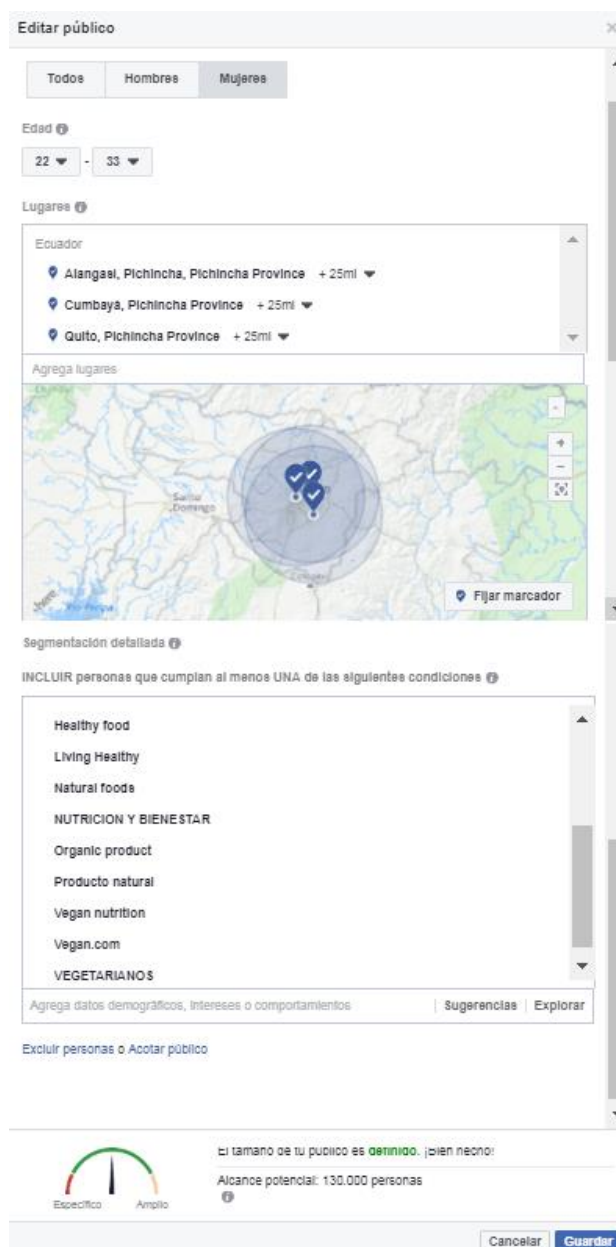 Editar público
Todos Hombres Mujeres
Edad
22 - 33
Lugares
Ecuador
Alangasí, Pichincha, Pichincha Province + 25mi
Cumbayá, Pichincha Province + 25mi
Quito, Pichincha Province + 25mi
Agrega lugares
Santo
Domingo
Fijar marcador
Segmentación detallada
INCLUIR personas que cumplan al menos UNA de las siguientes condiciones
Healthy food
Living Healthy
Natural foods
NUTRICION Y BIENESTAR
Organic product
Producto natural
Vegan nutrition
Vegan.com
VEGETARIANOS
Agrega datos demográficos, intereses o comportamientos Sugerencias Explorar
Excluir personas o Acotar público
El tamaño de tu público es definido. ¡Bien hecho!
Alcance potencial: 130.000 personas
Específico Amplio
Cancelar Guardar